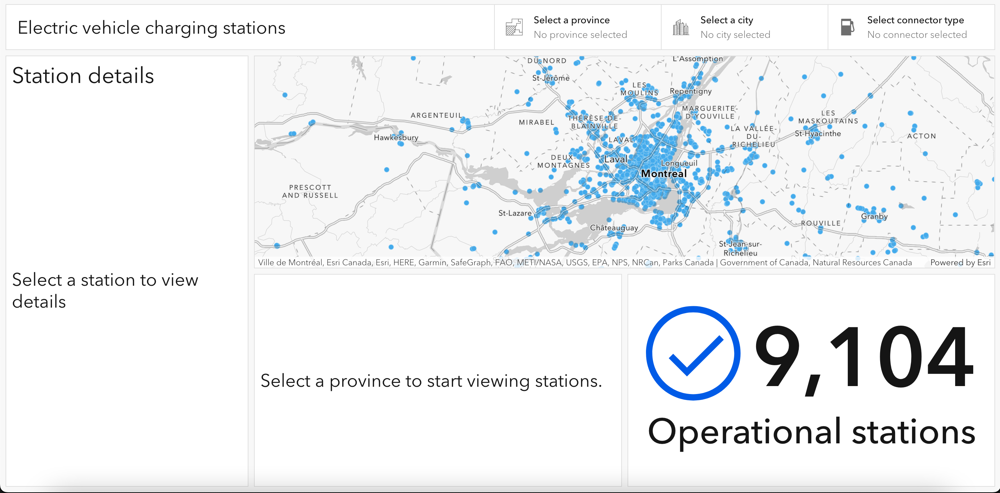 Electric vehicle charging stations
Select a province
No province selected
Select a city
No city selected
Select connector type
No connector selected
Station details
Select a station to view
details
DU-NORD
L'Assomption
St-Jérôme
LES
MOULINS
Repentigny
MARGUERITE-
D'YOUVILLE
ARGENTEUIL
MIRABEL
THÉRÈSE-DE-
BLAINVILLE
LES
MASKOUTAINS
LA VALLÉE-
DU-
RICHELIEU
St-Hyacinthe
ACTON
Hawkesbury
LAVAL
DEUX-
MONTAGNES
Laval
Longueuil
Montreal
PRESCOTT
AND RUSSELL
St-Lazare
Châteauguay
Granby
ROUVILLE
St-Jean-sur-
Richelieu
Ville de Montréal, Esri Canada, Esri, HERE, Garmin, SafeGraph, FAO, METI/NASA, USGS, EPA, NPS, NRCan, Parks Canada | Government of Canada, Natural Resources Canada
Powered by Esri
Select a province to start viewing stations.
9,104
Operational stations